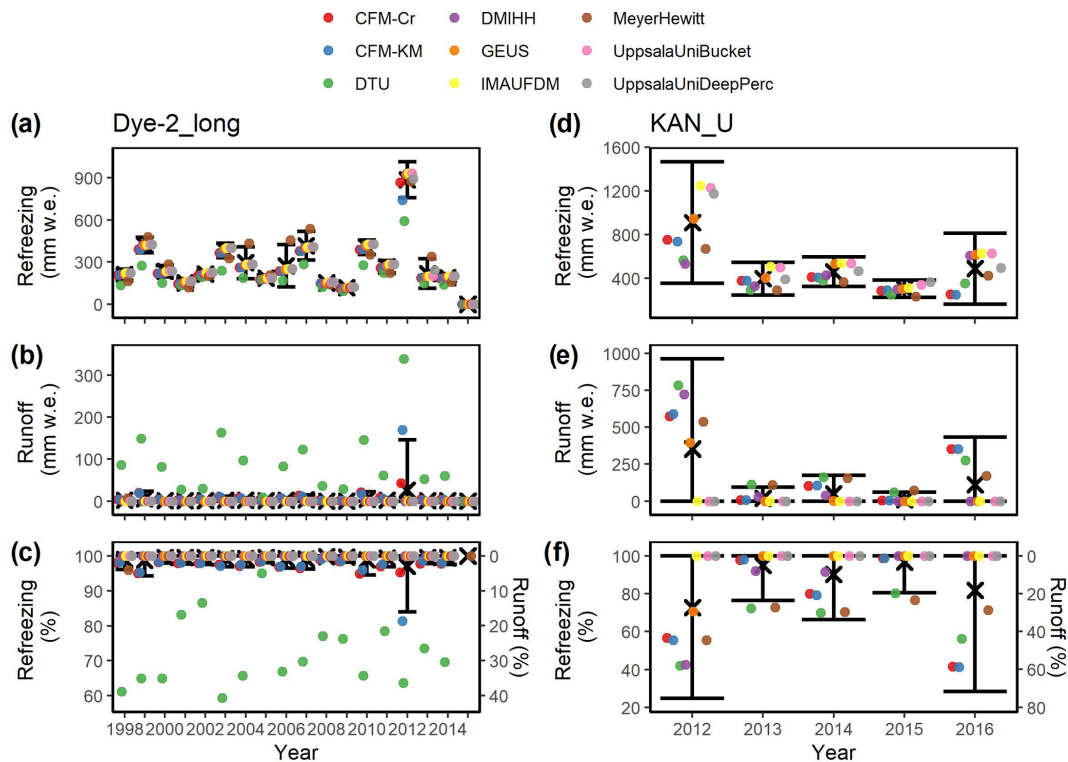 CFM-Cr DMIHH MeyerHewitt
CFM-KM GEUS UppsalaUniBucket
DTU IMAUFDM UppsalaUniDeepPerc
(a) Dye-2_long
Refreezing
(mm w.e.)
900
600
300
0
(b)
Runoff
(mm w.e.)
300
200
100
0
(c)
Refreezing
(%)
100
90
80
70
60
Runoff (%)
0
10
20
30
40
1998 2000 2002 2004 2006 2008 2010 2012 2014
Year
(d) KAN_U
Refreezing
(mm w.e.)
1600
1200
800
400
(e)
Runoff
(mm w.e.)
1000
750
500
250
0
(f)
Refreezing
(%)
100
80
60
40
20
Runoff (%)
0
20
40
60
80
2012 2013 2014 2015 2016
Year